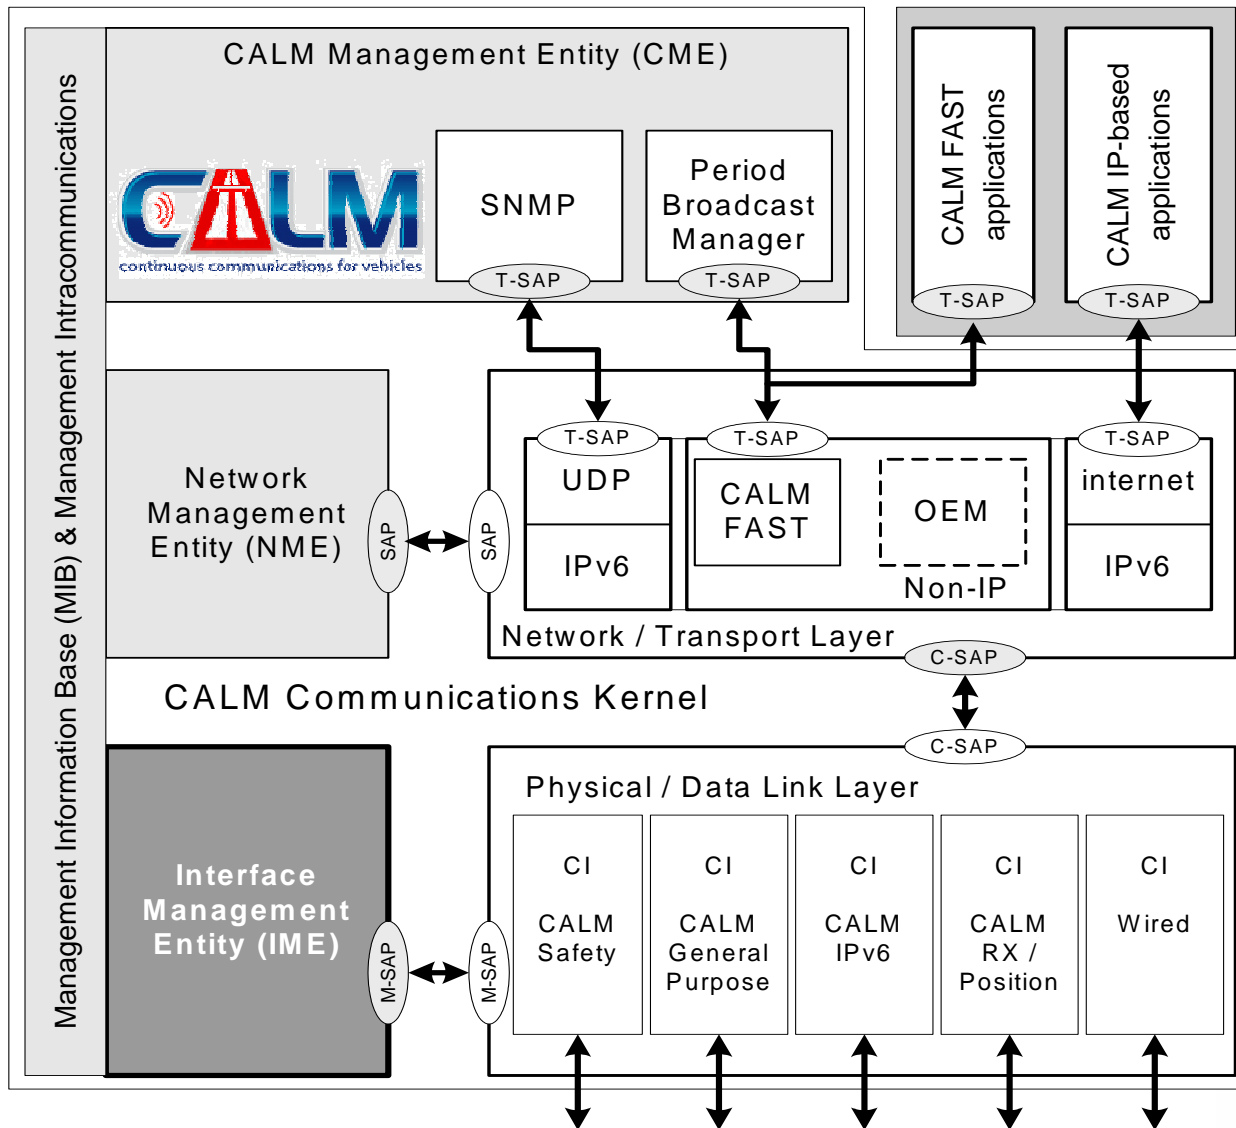 Management Information Base (MIB) & Management Intracommunications
CALM Management Entity (CME)
CALM
continuous communications for vehicles
SNMP
T-SAP
Period
Broadcast
Manager
T-SAP
CALM FAST
applications
T-SAP
CALM IP-based
applications
T-SAP
Network
Management
Entity (NME)
SAP
SAP
T-SAP
UDP
IPv6
T-SAP
CALM
FAST
OEM
Non-IP
T-SAP
internet
IPv6
Network / Transport Layer
C-SAP
CALM Communications Kernel
C-SAP
Interface
Management
Entity (IME)
M-SAP
M-SAP
Physical / Data Link Layer
CI
CALM
Safety
CI
CALM
General
Purpose
CI
CALM
IPv6
CI
CALM
RX /
Position
CI
Wired